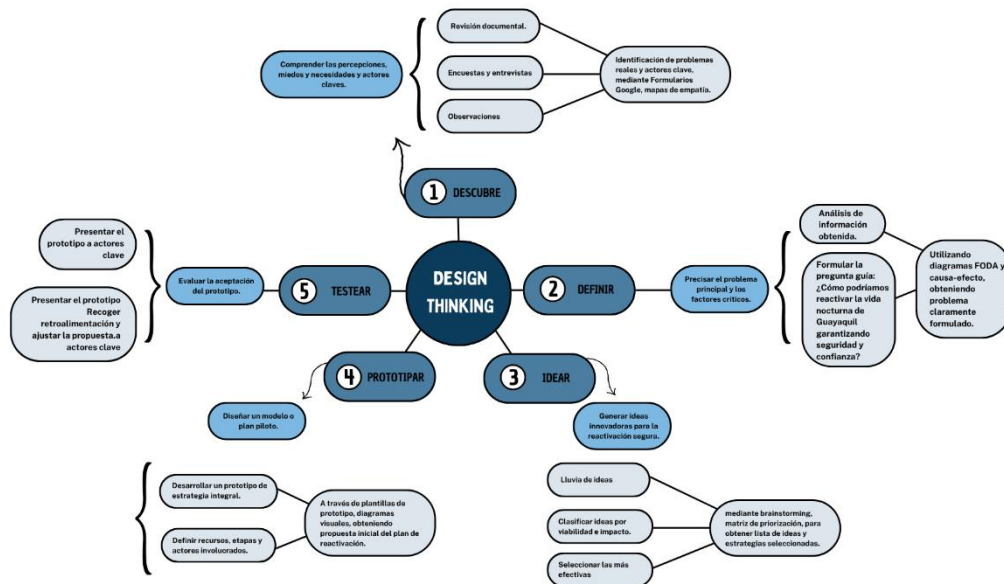 Comprender las percepciones,
miedos y necesidades y actores
claves.
Revisión documental.
Encuestas y entrevistas
Observaciones
Identificación de problemas
reales y actores clave,
mediante Formularios
Google, mapas de empatía.
1 DESCUBRE
DESIGN
THINKING
2 DEFINIR
Precisar el problema
principal y los
factores críticos.
Análisis de
información
obtenida.
Formular la
pregunta guía:
¿Cómo podríamos
reactivar la vida
nocturna de
Guayaquil
garantizando
seguridad y
confianza?
Utilizando
diagramas FODA y
causa-efecto,
obteniendo
problema
claramente
formulado.
3 IDEAR
Generar ideas
innovadoras para la
reactivación segura.
Lluvia de ideas
Clasificar ideas por
viabilidad e impacto.
Seleccionar las más
efectivas
mediante brainstorming,
matriz de priorización, para
obtener lista de ideas y
estrategias seleccionadas.
4 PROTOTIPAR
Diseñar un modelo o
plan piloto.
Desarrollar un prototipo de
estrategia integral.
Definir recursos, etapas y
actores involucrados.
A través de plantillas de
prototipo, diagramas
visuales, obteniendo
propuesta inicial del plan de
reactivación.
5 TESTEAR
Evaluar la aceptación
del prototipo.
Presentar el
prototipo a actores
clave
Presentar el prototipo
Recoger
retroalimentación y
ajustar la propuesta.a
actores clave